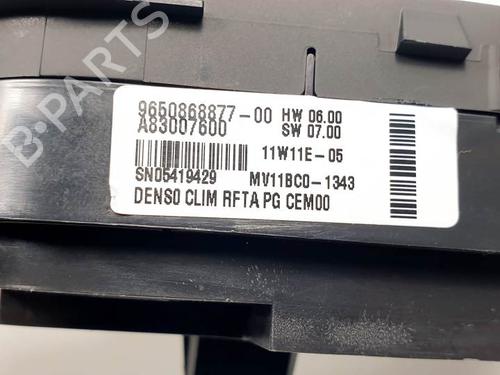 B-PARTS
9650868877-00 HW 06.00
A83007600 SW 07.00
11W11E-05
SN05419429 MV11BC0-1343
DENSO CLIM RFTA PG CEM00